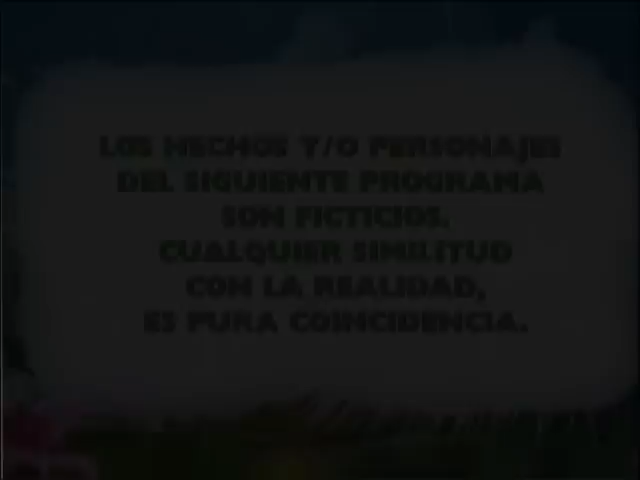 LOS HECHOS Y/O PERSONAJES
DEL SIGUIENTE PROGRAMA
SON FICTICIOS.
CUALQUIER SIMILITUD
CON LA REALIDAD,
ES PURA COINCIDENCIA.